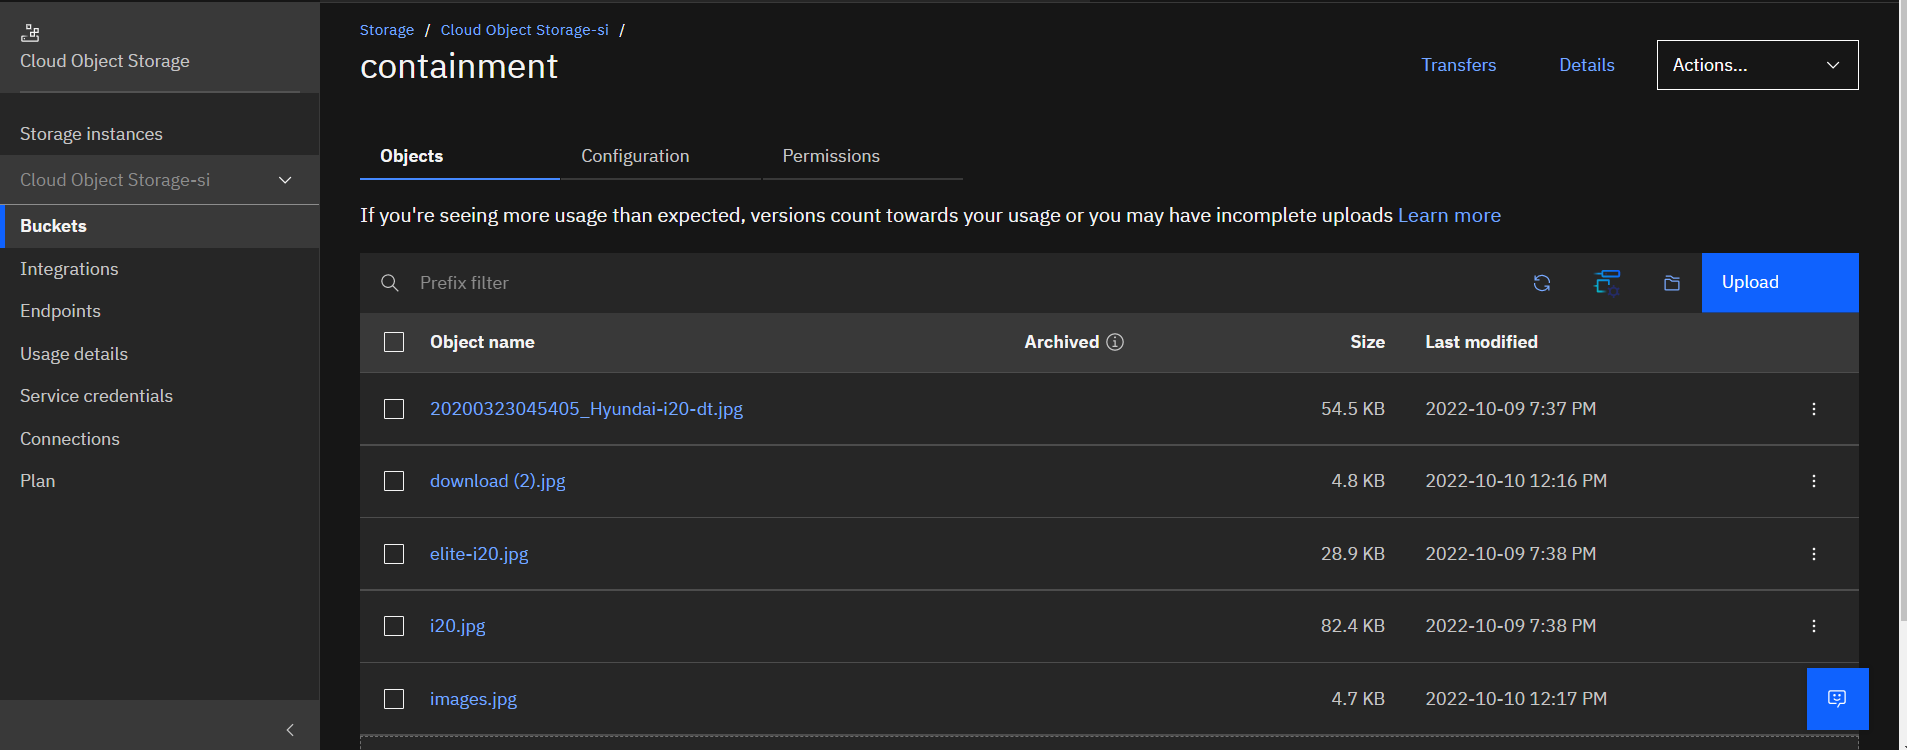 Cloud Object Storage
Storage instances
Cloud Object Storage-si
Buckets
Integrations
Endpoints
Usage details
Service credentials
Connections
Plan
Storage / Cloud Object Storage-si /
containment
Transfers Details Actions...
Objects Configuration Permissions
If you're seeing more usage than expected, versions count towards your usage or you may have incomplete uploads Learn more
Prefix filter Upload
Object name Archived Size Last modified
20200323045405_Hyundai-i20-dt.jpg 54.5 KB 2022-10-09 7:37 PM
download (2).jpg 4.8 KB 2022-10-10 12:16 PM
elite-i20.jpg 28.9 KB 2022-10-09 7:38 PM
i20.jpg 82.4 KB 2022-10-09 7:38 PM
images.jpg 4.7 KB 2022-10-10 12:17 PM